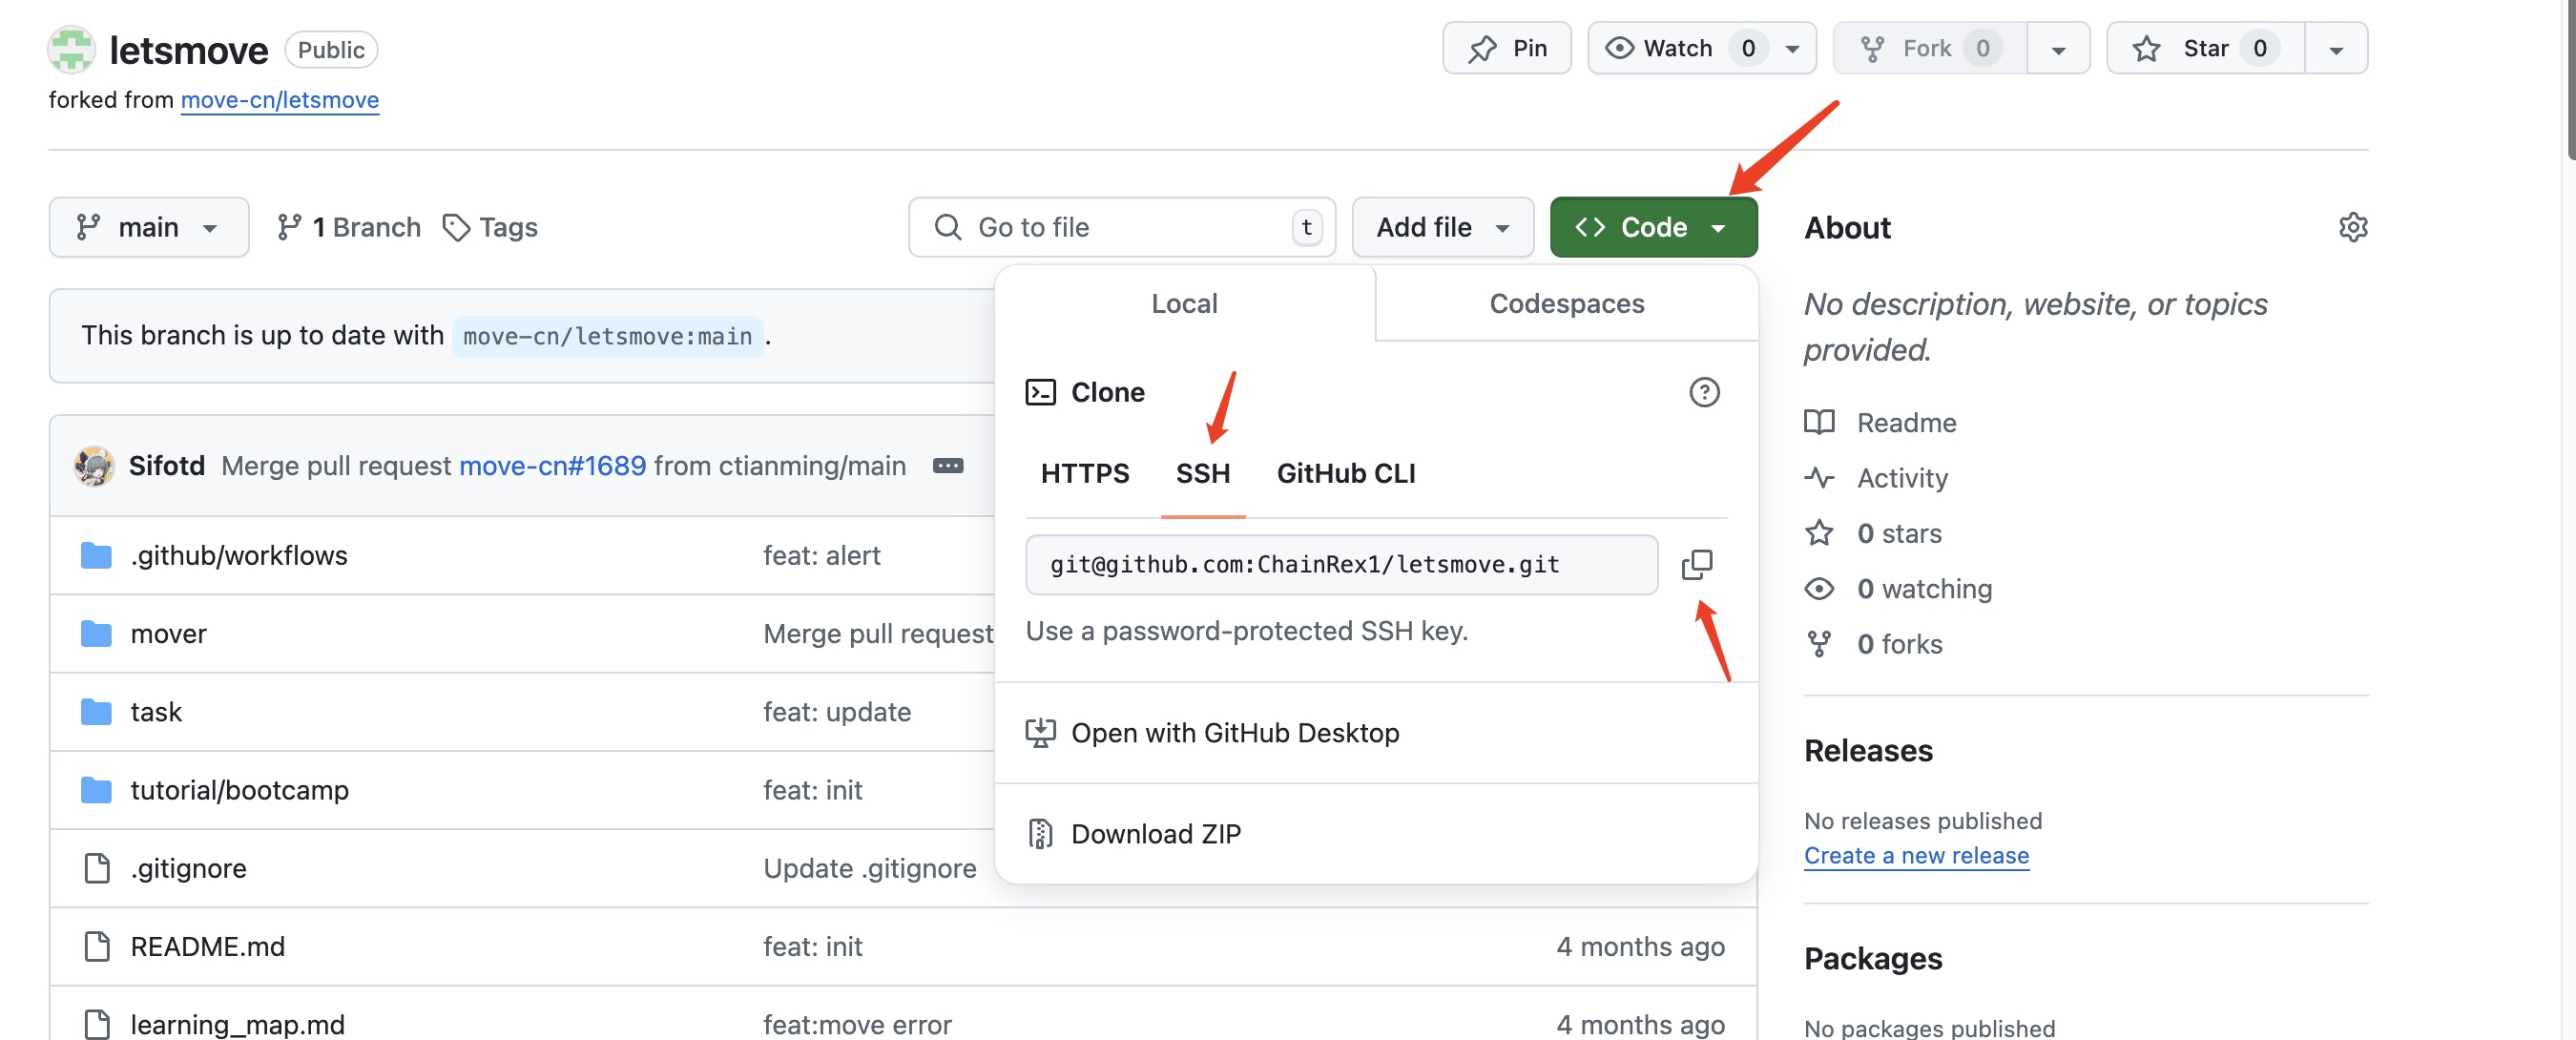 letsmove Public
Pin
Watch 0
Fork 0
Star 0
forked from move-cn/letsmove
main
1 Branch
Tags
Go to file
t
Add file
Code
Local
Codespaces
Clone
HTTPS SSH GitHub CLI
git@github.com:ChainRex1/letsmove.git
Use a password-protected SSH key.
Open with GitHub Desktop
Download ZIP
This branch is up to date with move-cn/letsmove:main .
Sifotd Merge pull request move-cn#1689 from ctianming/main
.github/workflows feat: alert
mover Merge pull request
task feat: update
tutorial/bootcamp feat: init
.gitignore Update .gitignore
README.md feat: init 4 months ago
learning_map.md feat:move error 4 months ago
About
No description, website, or topics
provided.
Readme
Activity
0 stars
0 watching
0 forks
Releases
No releases published
Create a new release
Packages
No packages published